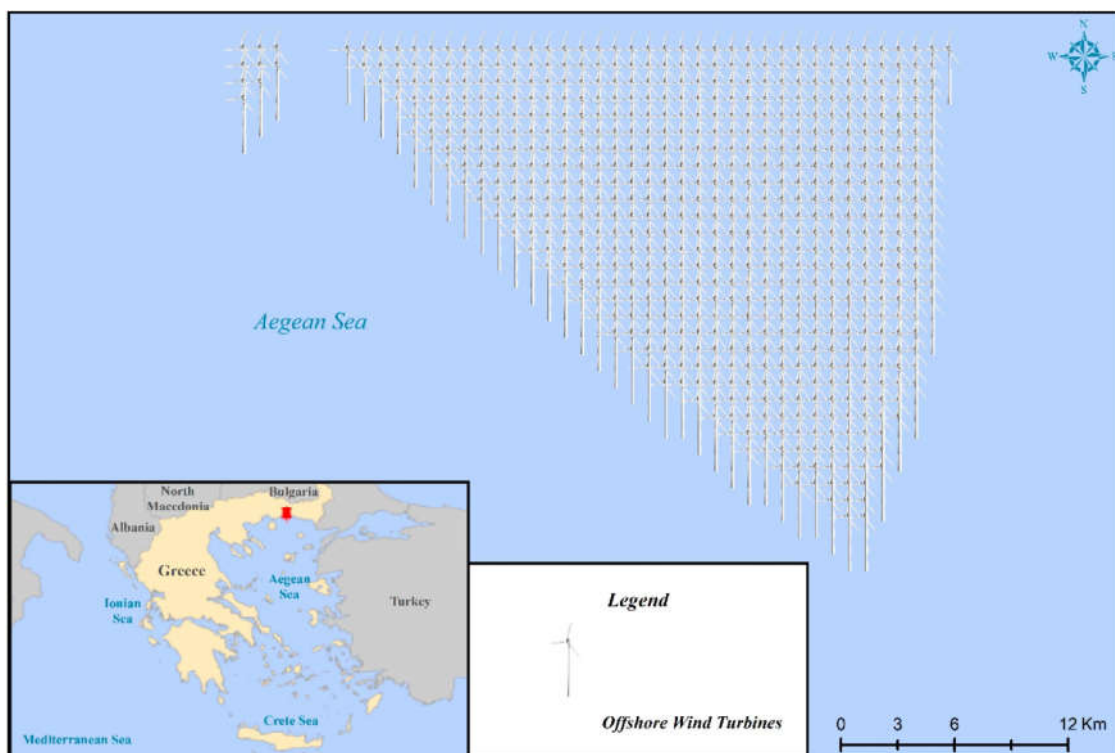 N
W
E
S
Aegean Sea
North
Macedonia
Bulgaria
Albania
Greece
Aegean
Sea
Ionian
Sea
Turkey
Crete Sea
Mediterranean Sea
Legend
Offshore Wind Turbines
0 3 6 12 Km